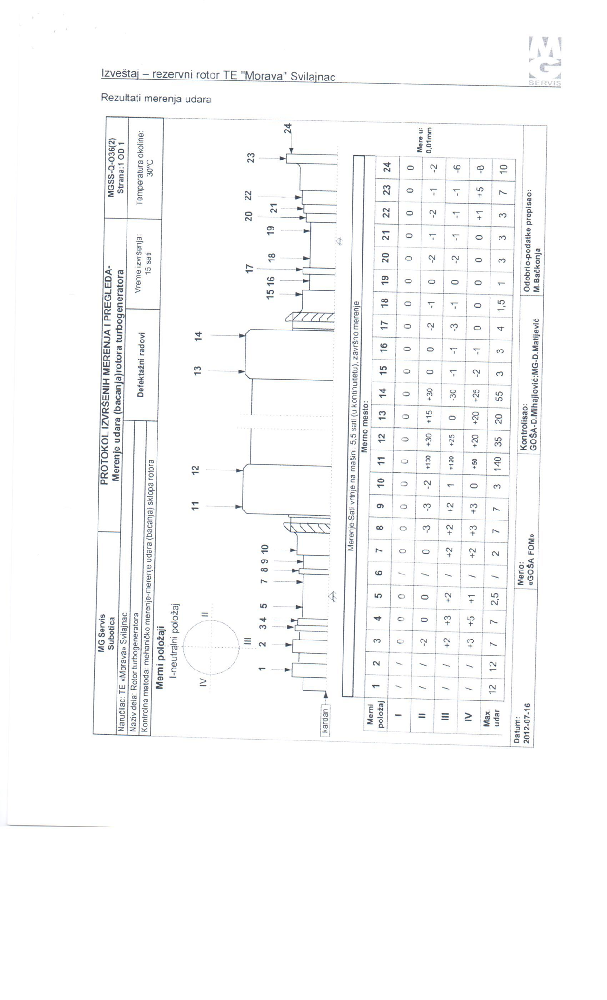 Izveštaj – rezervni rotor TE "Morava" Svilajnac
MG
SERVIS
Rezultati merenja udara
MG Servis
Subotica
PROTOKOL IZVRŠENIH MERENJA I PREGLEDA-
Merenje udara (bacanja)rotora turbogeneratora
MGSS-Q-O36(2)
Strana:1 OD 1
Naručilac: TE «Morava» Svilajnac
Naziv dela: Rotor turbogeneratora
Kontrolna metoda: mehaničko merenje-merenje udara (bacanja) sklopa rotora
Defektažni radovi
Vreme izvršenja:
15 sati
Temperatura okoline:
30ºC
Merni položaji
I-neutralni položaj
II
III
IV
1 2 3 4 5 7 8 9 10 11 12 13 14 15 16 17 18 19 20 21 22 23 24
kardan
Merenje-Sati vrtnje na mašini: 5,5 sati (u kontinuitetu), završno merenje
Mere u:
0,01mm
Merno mesto:
Merni položaj 1 2 3 4 5 6 7 8 9 10 11 12 13 14 15 16 17 18 19 20 21 22 23 24
I / / 0 0 0 / 0 0 0 0 0 0 0 0 0 0 0 0 0 0 0 0 0 0
II / / -2 0 0 / 0 -3 -3 -2 +130 +30 +15 +30 0 0 -2 -1 0 -2 -1 -2 -1 -2
III / / +2 +3 +2 / +2 +2 +2 1 +120 +25 0 -30 -1 -1 -3 -1 0 -2 -1 -1 -1 -6
IV / / +3 +5 +1 / +2 +3 +3 0 +50 +20 +20 +25 -2 -1 0 0 0 0 0 +1 +5 -8
Max. udar 12 12 7 7 2,5 / 2 7 7 3 140 35 20 55 3 3 4 1,5 1 3 3 3 7 10
Datum:
2012-07-16
Merio:
«GOŠA FOM»
Kontrolisao:
GOŠA-D.Mihajlović;MG-D.Matijević
Odobrio-podatke prepisao:
M.Bačkonja